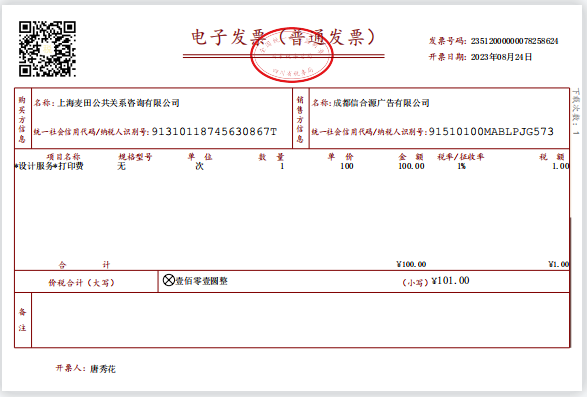 电子发票（普通发票）
发票号码：23512000000078258624
开票日期：2023年08月24日
下载次数：1
购买方信息
名称：上海麦田公共关系咨询有限公司
统一社会信用代码/纳税人识别号：91310118745630867T
销售方信息
名称：成都信合源广告有限公司
统一社会信用代码/纳税人识别号：91510100MABLPJG573
项目名称 规格型号 单 位 数 量 单 价 金 额 税率/征收率 税 额
*设计服务*打印费 无 次 1 100 100.00 1% 1.00
合 计 ¥100.00 ¥1.00
价税合计（大写） ⊗壹佰零壹圆整 （小写）¥101.00
备注
开票人：唐秀花